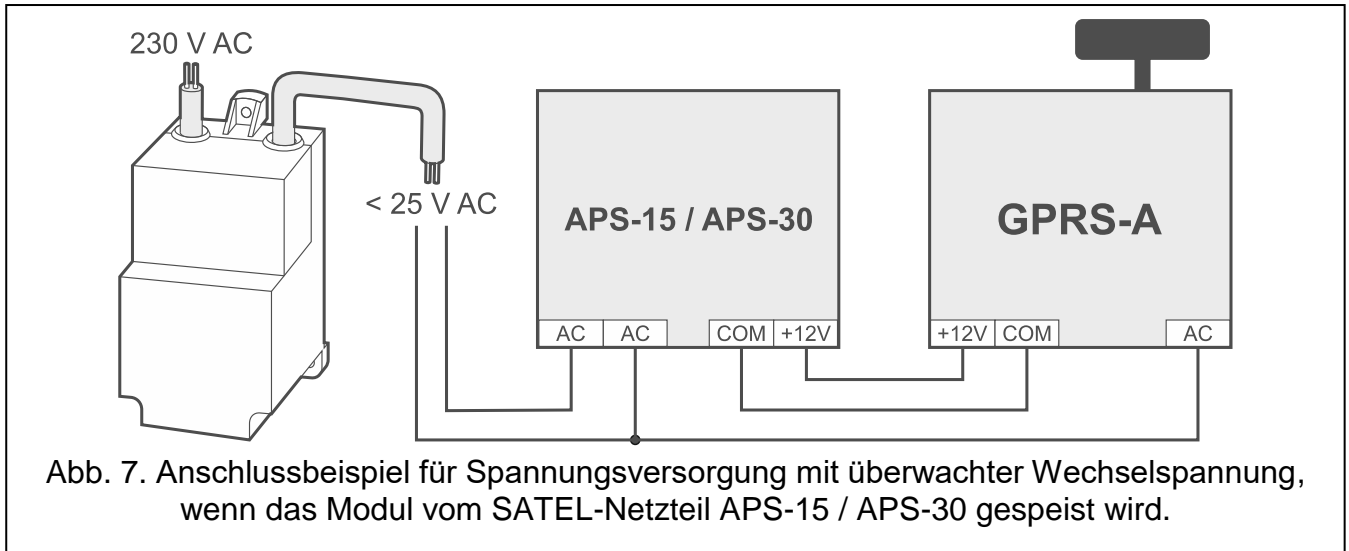 230 V AC
< 25 V AC
APS-15 / APS-30
GPRS-A
AC AC COM +12V
+12V COM AC
Abb. 7. Anschlussbeispiel für Spannungsversorgung mit überwachter Wechselspannung,
wenn das Modul vom SATEL-Netzteil APS-15 / APS-30 gespeist wird.